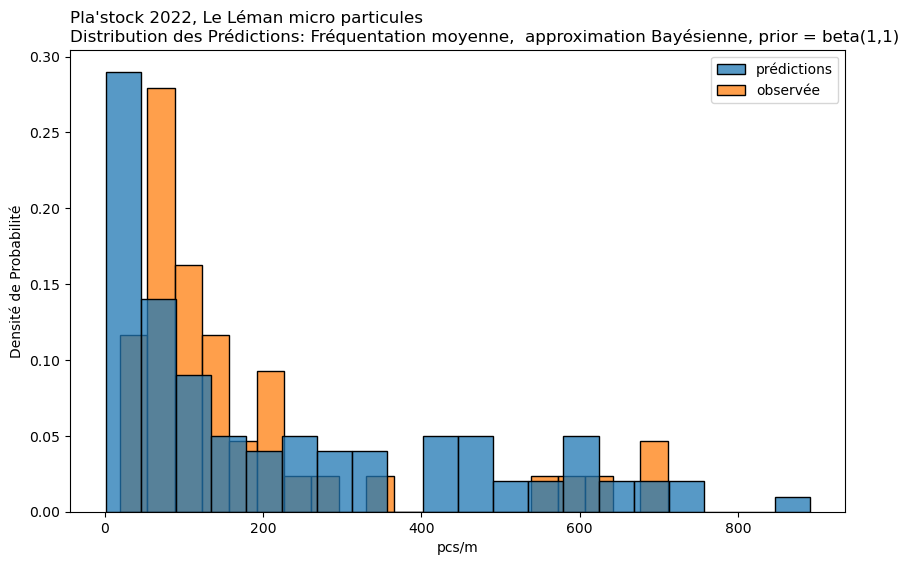 Pla'stock 2022, Le Léman micro particules
Distribution des Prédictions: Fréquentation moyenne,  approximation Bayésienne, prior = beta(1,1)
prédictions
observée
Densité de Probabilité
0.30
0.25
0.20
0.15
0.10
0.05
0.00
0
200
400
600
800
pcs/m